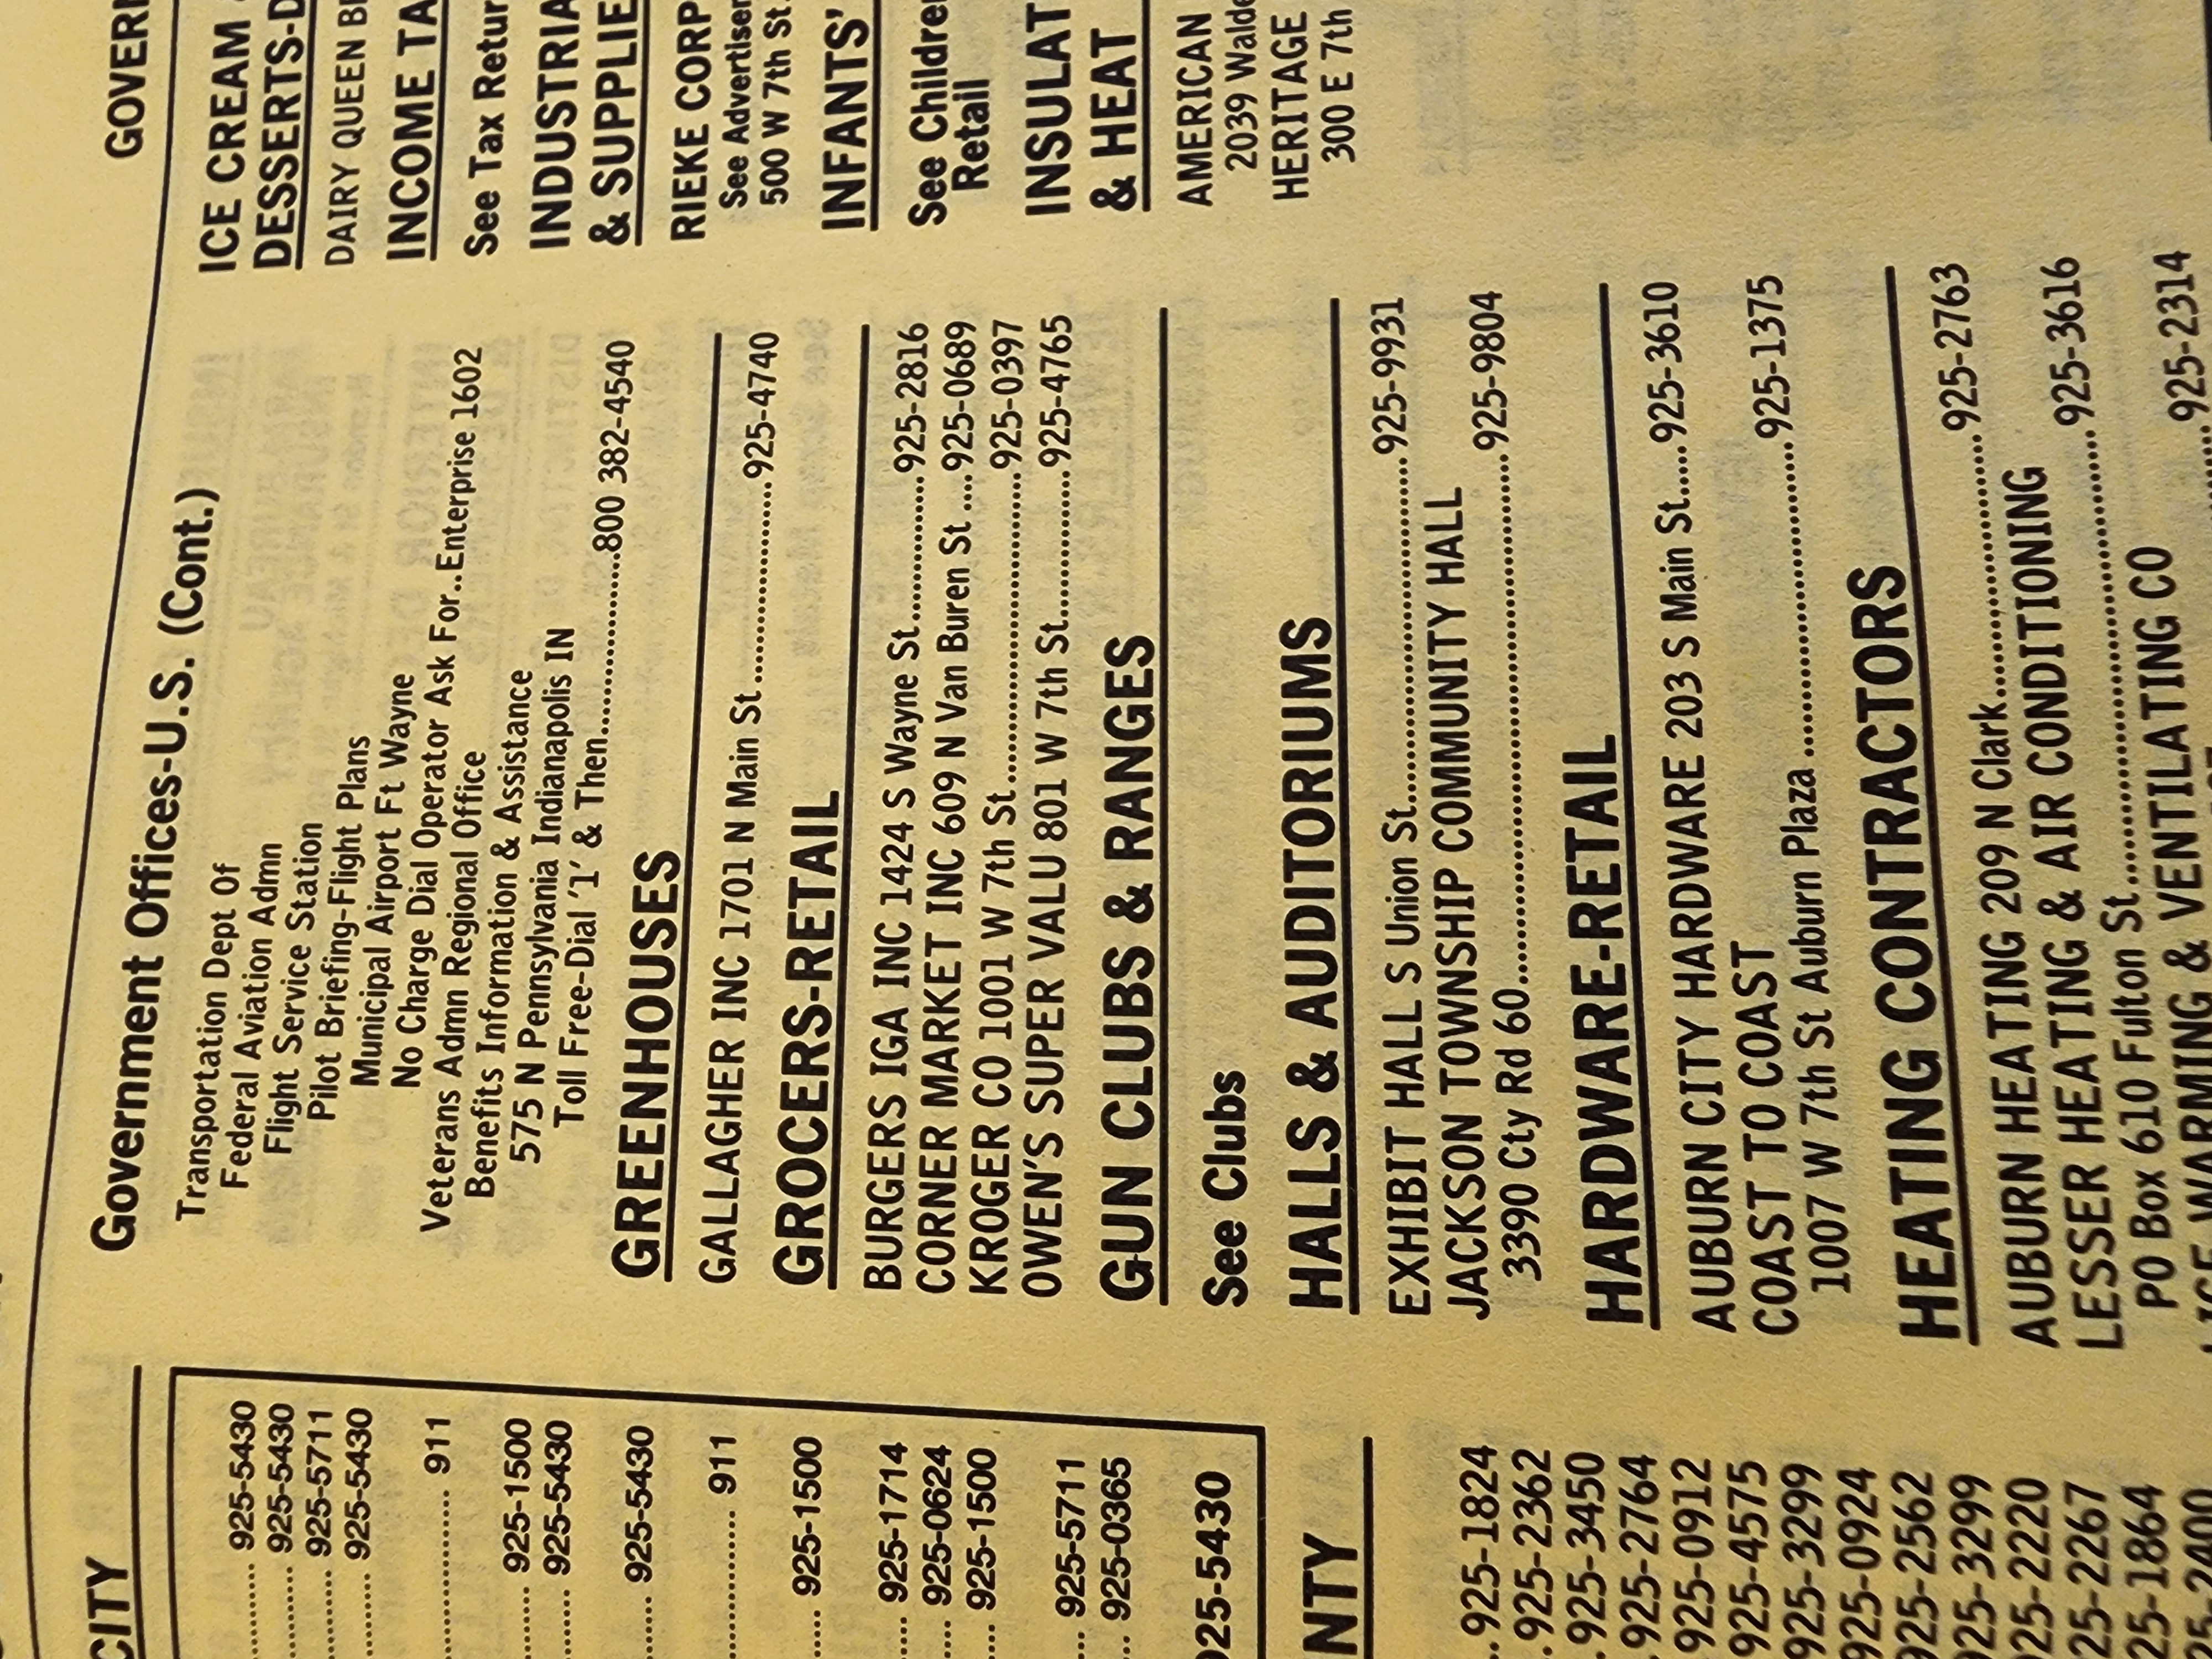 CITY
925-5430
925-5430
925-5711
925-5430
911
925-1500
925-5430
925-5430
911
925-1500
925-1714
925-0624
925-1500
925-5711
925-0365
925-5430
NTY
925-1824
925-2362
925-3450
925-2764
925-0912
925-4575
925-3299
925-0924
925-2562
925-3299
925-2220
925-2267
25-1864
25-2400
Government Offices-U.S. (Cont.)
Transportation Dept Of
Federal Aviation Admn
Flight Service Station
Pilot Briefing-Flight Plans
Municipal Airport Ft Wayne
No Charge Dial Operator Ask For..Enterprise 1602
Veterans Admn Regional Office
Benefits Information & Assistance
575 N Pennsylvania Indianapolis IN
Toll Free-Dial '1' & Then..........800 382-4540
GREENHOUSES
GALLAGHER INC 1701 N Main St..........925-4740
GROCERS-RETAIL
BURGERS IGA INC 1424 S Wayne St..........925-2816
CORNER MARKET INC 609 N Van Buren St....925-0689
KROGER CO 1001 W 7th St..........925-0397
OWEN'S SUPER VALU 801 W 7th St..........925-4765
GUN CLUBS & RANGES
See Clubs
HALLS & AUDITORIUMS
EXHIBIT HALL S Union St..........925-9931
JACKSON TOWNSHIP COMMUNITY HALL
3390 Cty Rd 60..........925-9804
HARDWARE-RETAIL
AUBURN CITY HARDWARE 203 S Main St.....925-3610
COAST TO COAST
1007 W 7th St Auburn Plaza..........925-1375
HEATING CONTRACTORS
AUBURN HEATING 209 N Clark..........925-2763
LESSER HEATING & AIR CONDITIONING
PO Box 610 Fulton St..........925-3616
WARMING & VENTILATING CO
925-2314
GOVERN
ICE CREAM
DESSERTS-D
DAIRY QUEEN B
INCOME TA
See Tax Retur
INDUSTRIA
& SUPPLIE
RIEKE CORP
See Advertiser
500 W 7th St.
INFANTS'
See Childre
Retail
INSULAT
& HEAT
AMERICAN
2039 Walde
HERITAGE
300 E 7th